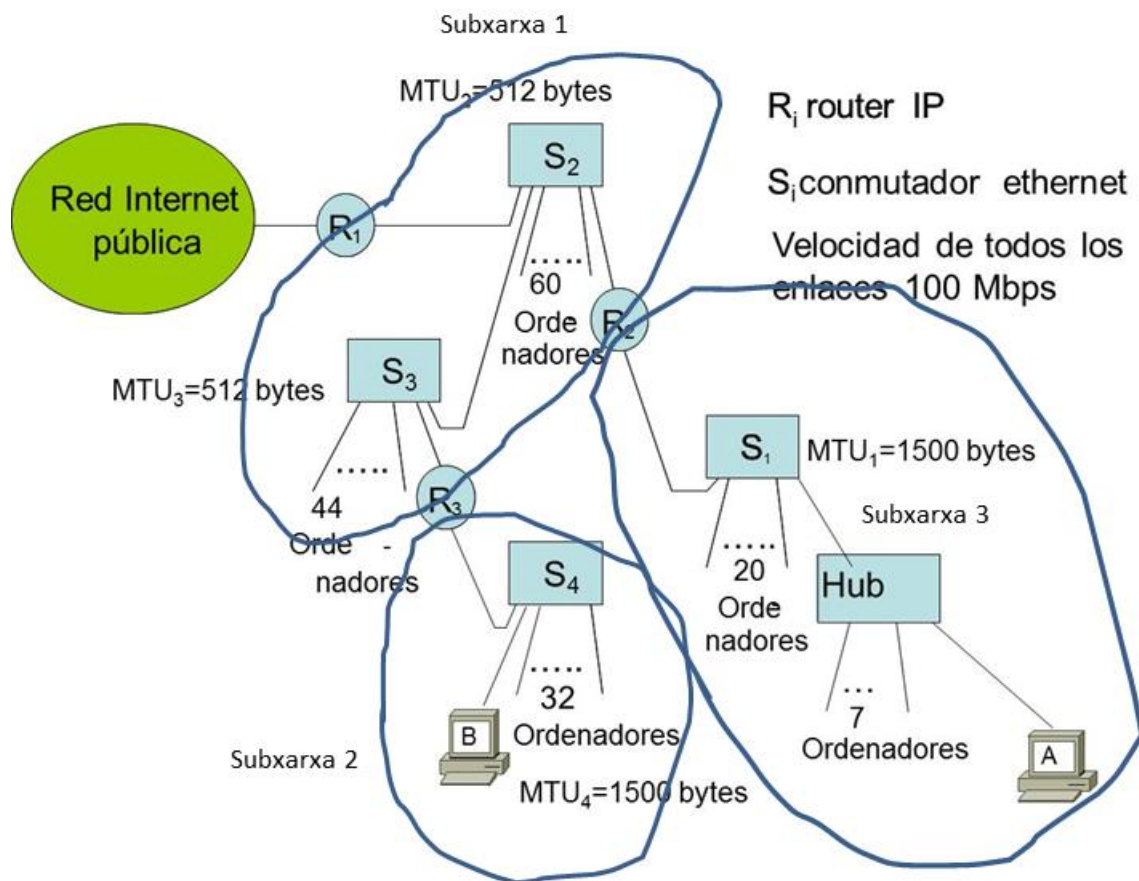 Subxarxa 1
MTU₂=512 bytes
S₂
Red Internet
pública
R₁
.....
60
Orde -
nadores
R₂
Rᵢ router IP
Sᵢ conmutador ethernet
Velocidad de todos los
enlaces 100 Mbps
S₃
MTU₃=512 bytes
.....
44
Orde -
nadores
R₃
S₁
MTU₁=1500 bytes
Subxarxa 3
.....
20
Orde
nadores
Hub
...
7
Ordenadores
A
S₄
.....
32
Ordenadores
B
Subxarxa 2
MTU₄=1500 bytes